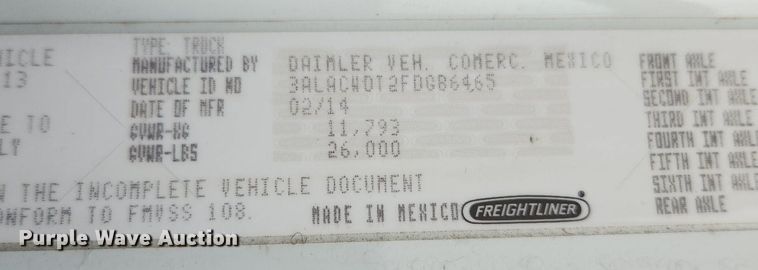 TYPE: TRUCK
HICLE MANUFACTURED BY DAIMLER VEH. COMERC. MEXICO FRONT AXLE
13 VEHICLE ID NO 3ALACWDT2FDGB6465 FIRST INT AXLE
DATE OF MFR 02/14 SECOND INT AXLE
E TO GVWR-KG 11,793 THIRD INT AXLE
LY GVWR-LBS 26,000 FOURTH INT AXLE
FIFTH INT AXLE
N THE INCOMPLETE VEHICLE DOCUMENT SIXTH INT AXLE
ONFORM TO FMVSS 108. MADE IN MEXICO FREIGHTLINER REAR AXLE
Purple Wave Auction